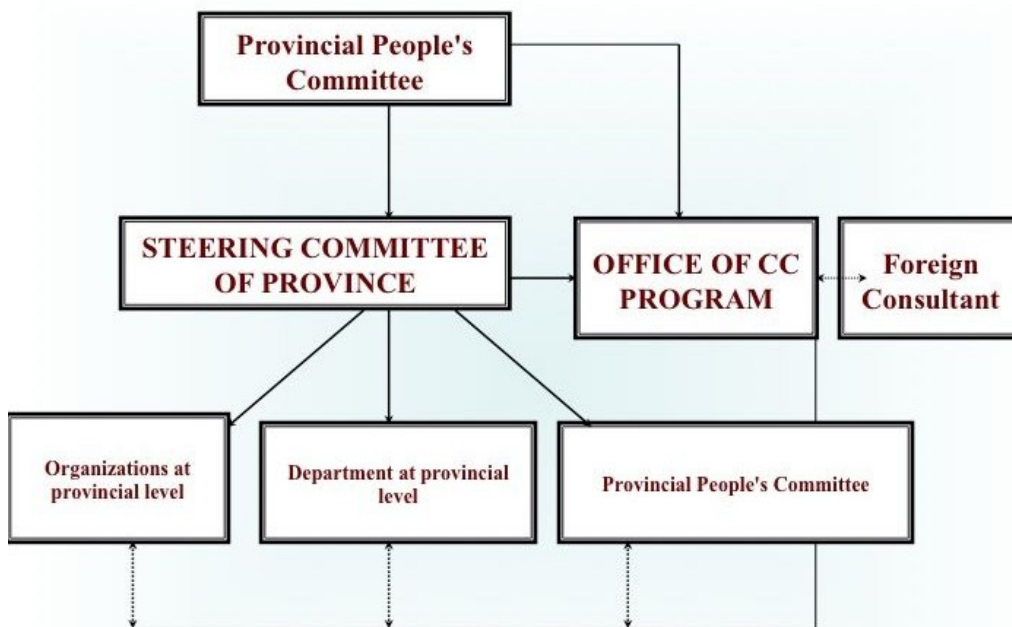 Provincial People's
Committee
STEERING COMMITTEE
OF PROVINCE
OFFICE OF CC
PROGRAM
Foreign
Consultant
Organizations at
provincial level
Department at provincial
level
Provincial People's Committee